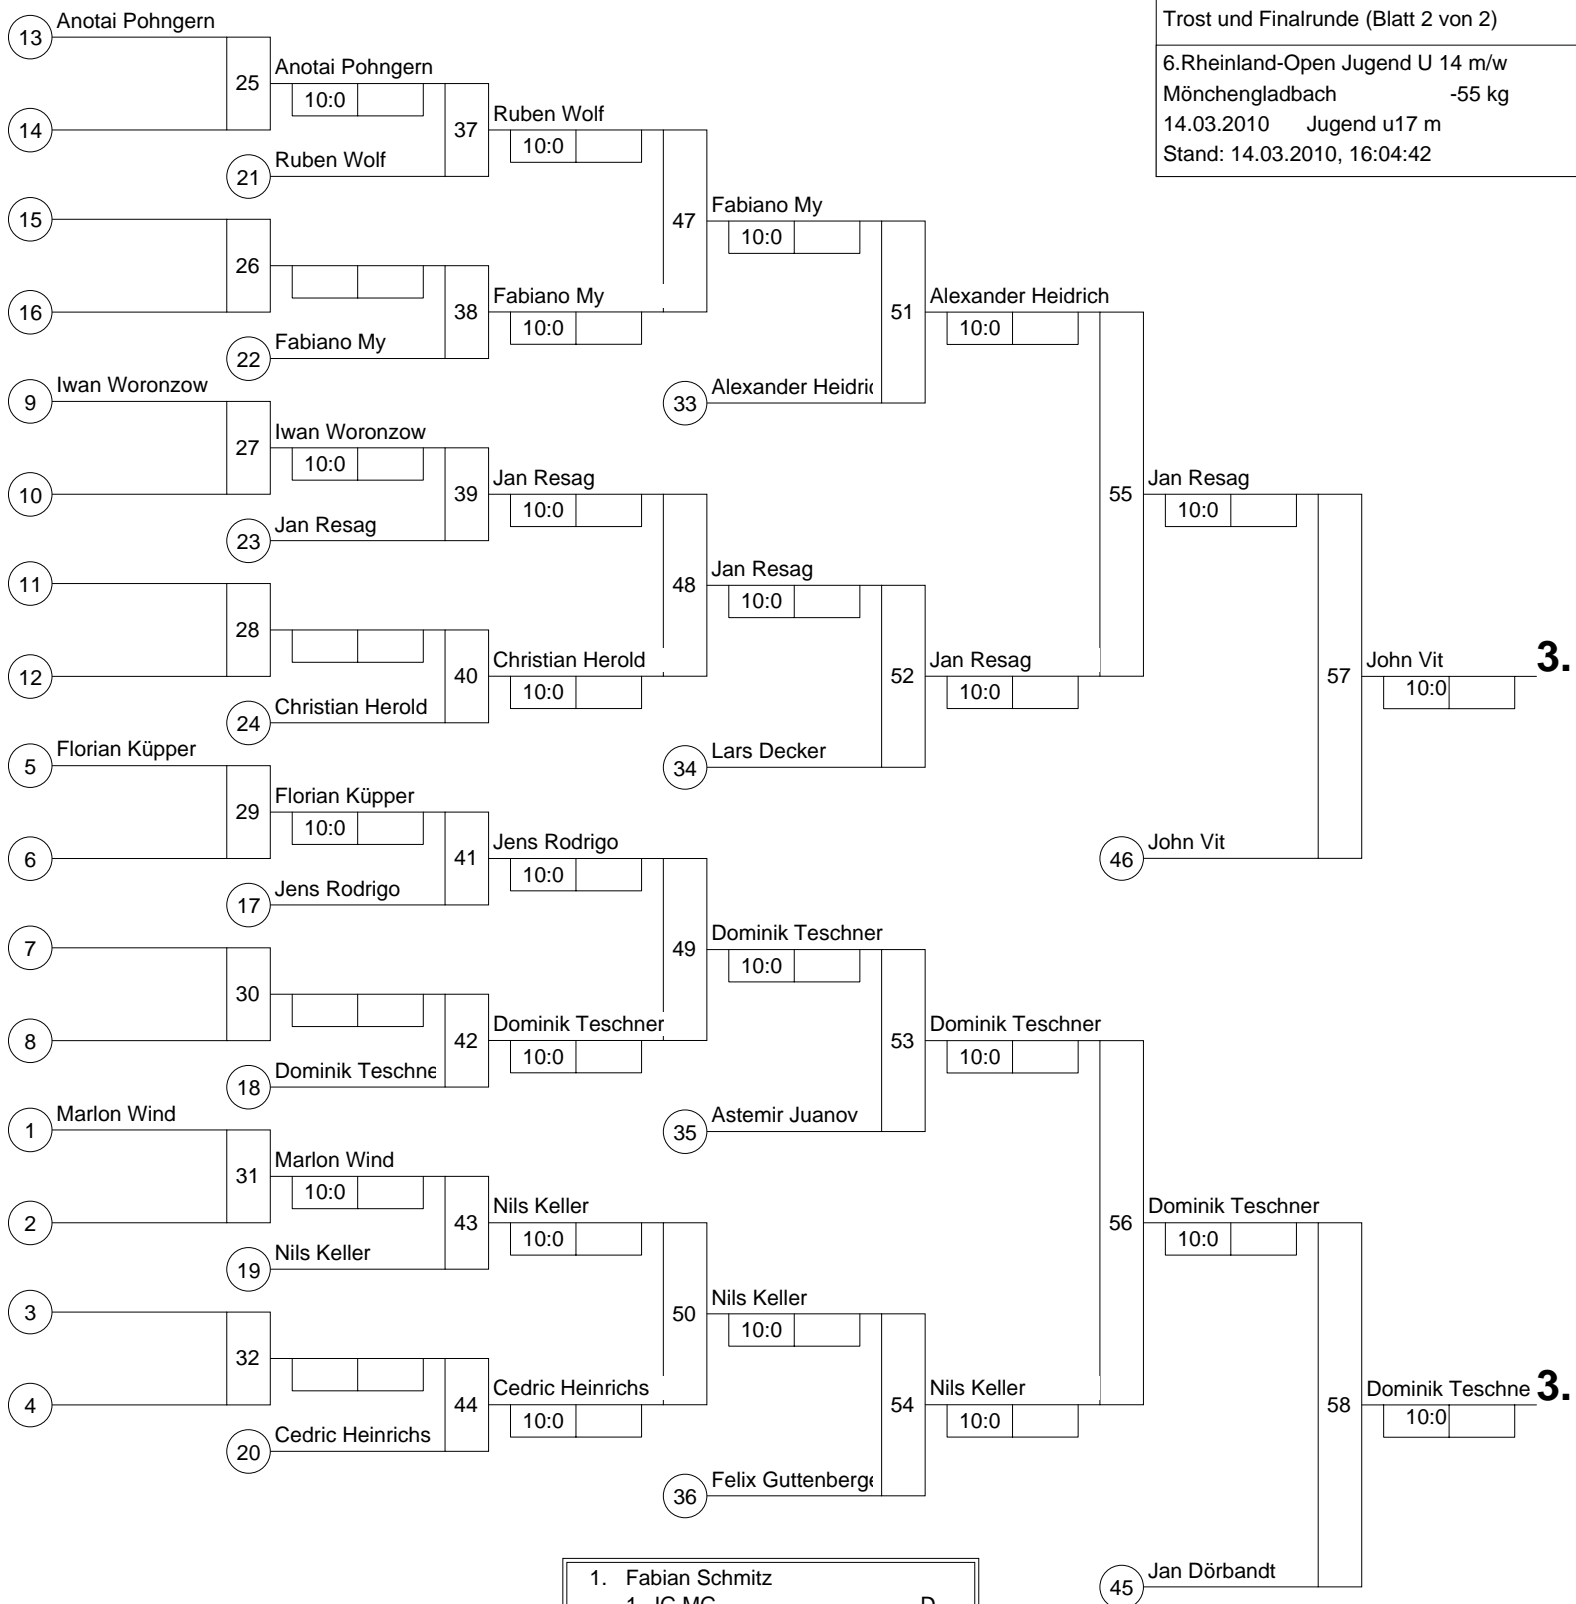 Trost und Finalrunde (Blatt 2 von 2)
6.Rheinland-Open Jugend U 14 m/w
Mönchengladbach -55 kg
14.03.2010 Jugend u17 m
Stand: 14.03.2010, 16:04:42
13 Anotai Pohngern
25 Anotai Pohngern
10:0
14
37 Ruben Wolf
10:0
21 Ruben Wolf
15
47 Fabiano My
10:0
26
16
38 Fabiano My
10:0
22 Fabiano My
51 Alexander Heidrich
10:0
9 Iwan Woronzow
33 Alexander Heidric
27 Iwan Woronzow
10:0
10
39 Jan Resag
10:0
23 Jan Resag
55 Jan Resag
10:0
11
48 Jan Resag
10:0
28
12
40 Christian Herold
10:0
24 Christian Herold
52 Jan Resag
10:0
57 John Vit 3.
10:0
5 Florian Küpper
34 Lars Decker
29 Florian Küpper
10:0
6
41 Jens Rodrigo
10:0
46 John Vit
17 Jens Rodrigo
7
49 Dominik Teschner
10:0
30
8
42 Dominik Teschner
10:0
18 Dominik Teschne
53 Dominik Teschner
10:0
1 Marlon Wind
35 Astemir Juanov
31 Marlon Wind
10:0
2
43 Nils Keller
10:0
56 Dominik Teschner
10:0
19 Nils Keller
3
50 Nils Keller
10:0
32
4
44 Cedric Heinrichs
10:0
54 Nils Keller
10:0
58 Dominik Teschne 3.
10:0
20 Cedric Heinrichs
36 Felix Guttenberge
45 Jan Dörbandt
1. Fabian Schmitz
1. JC MG D